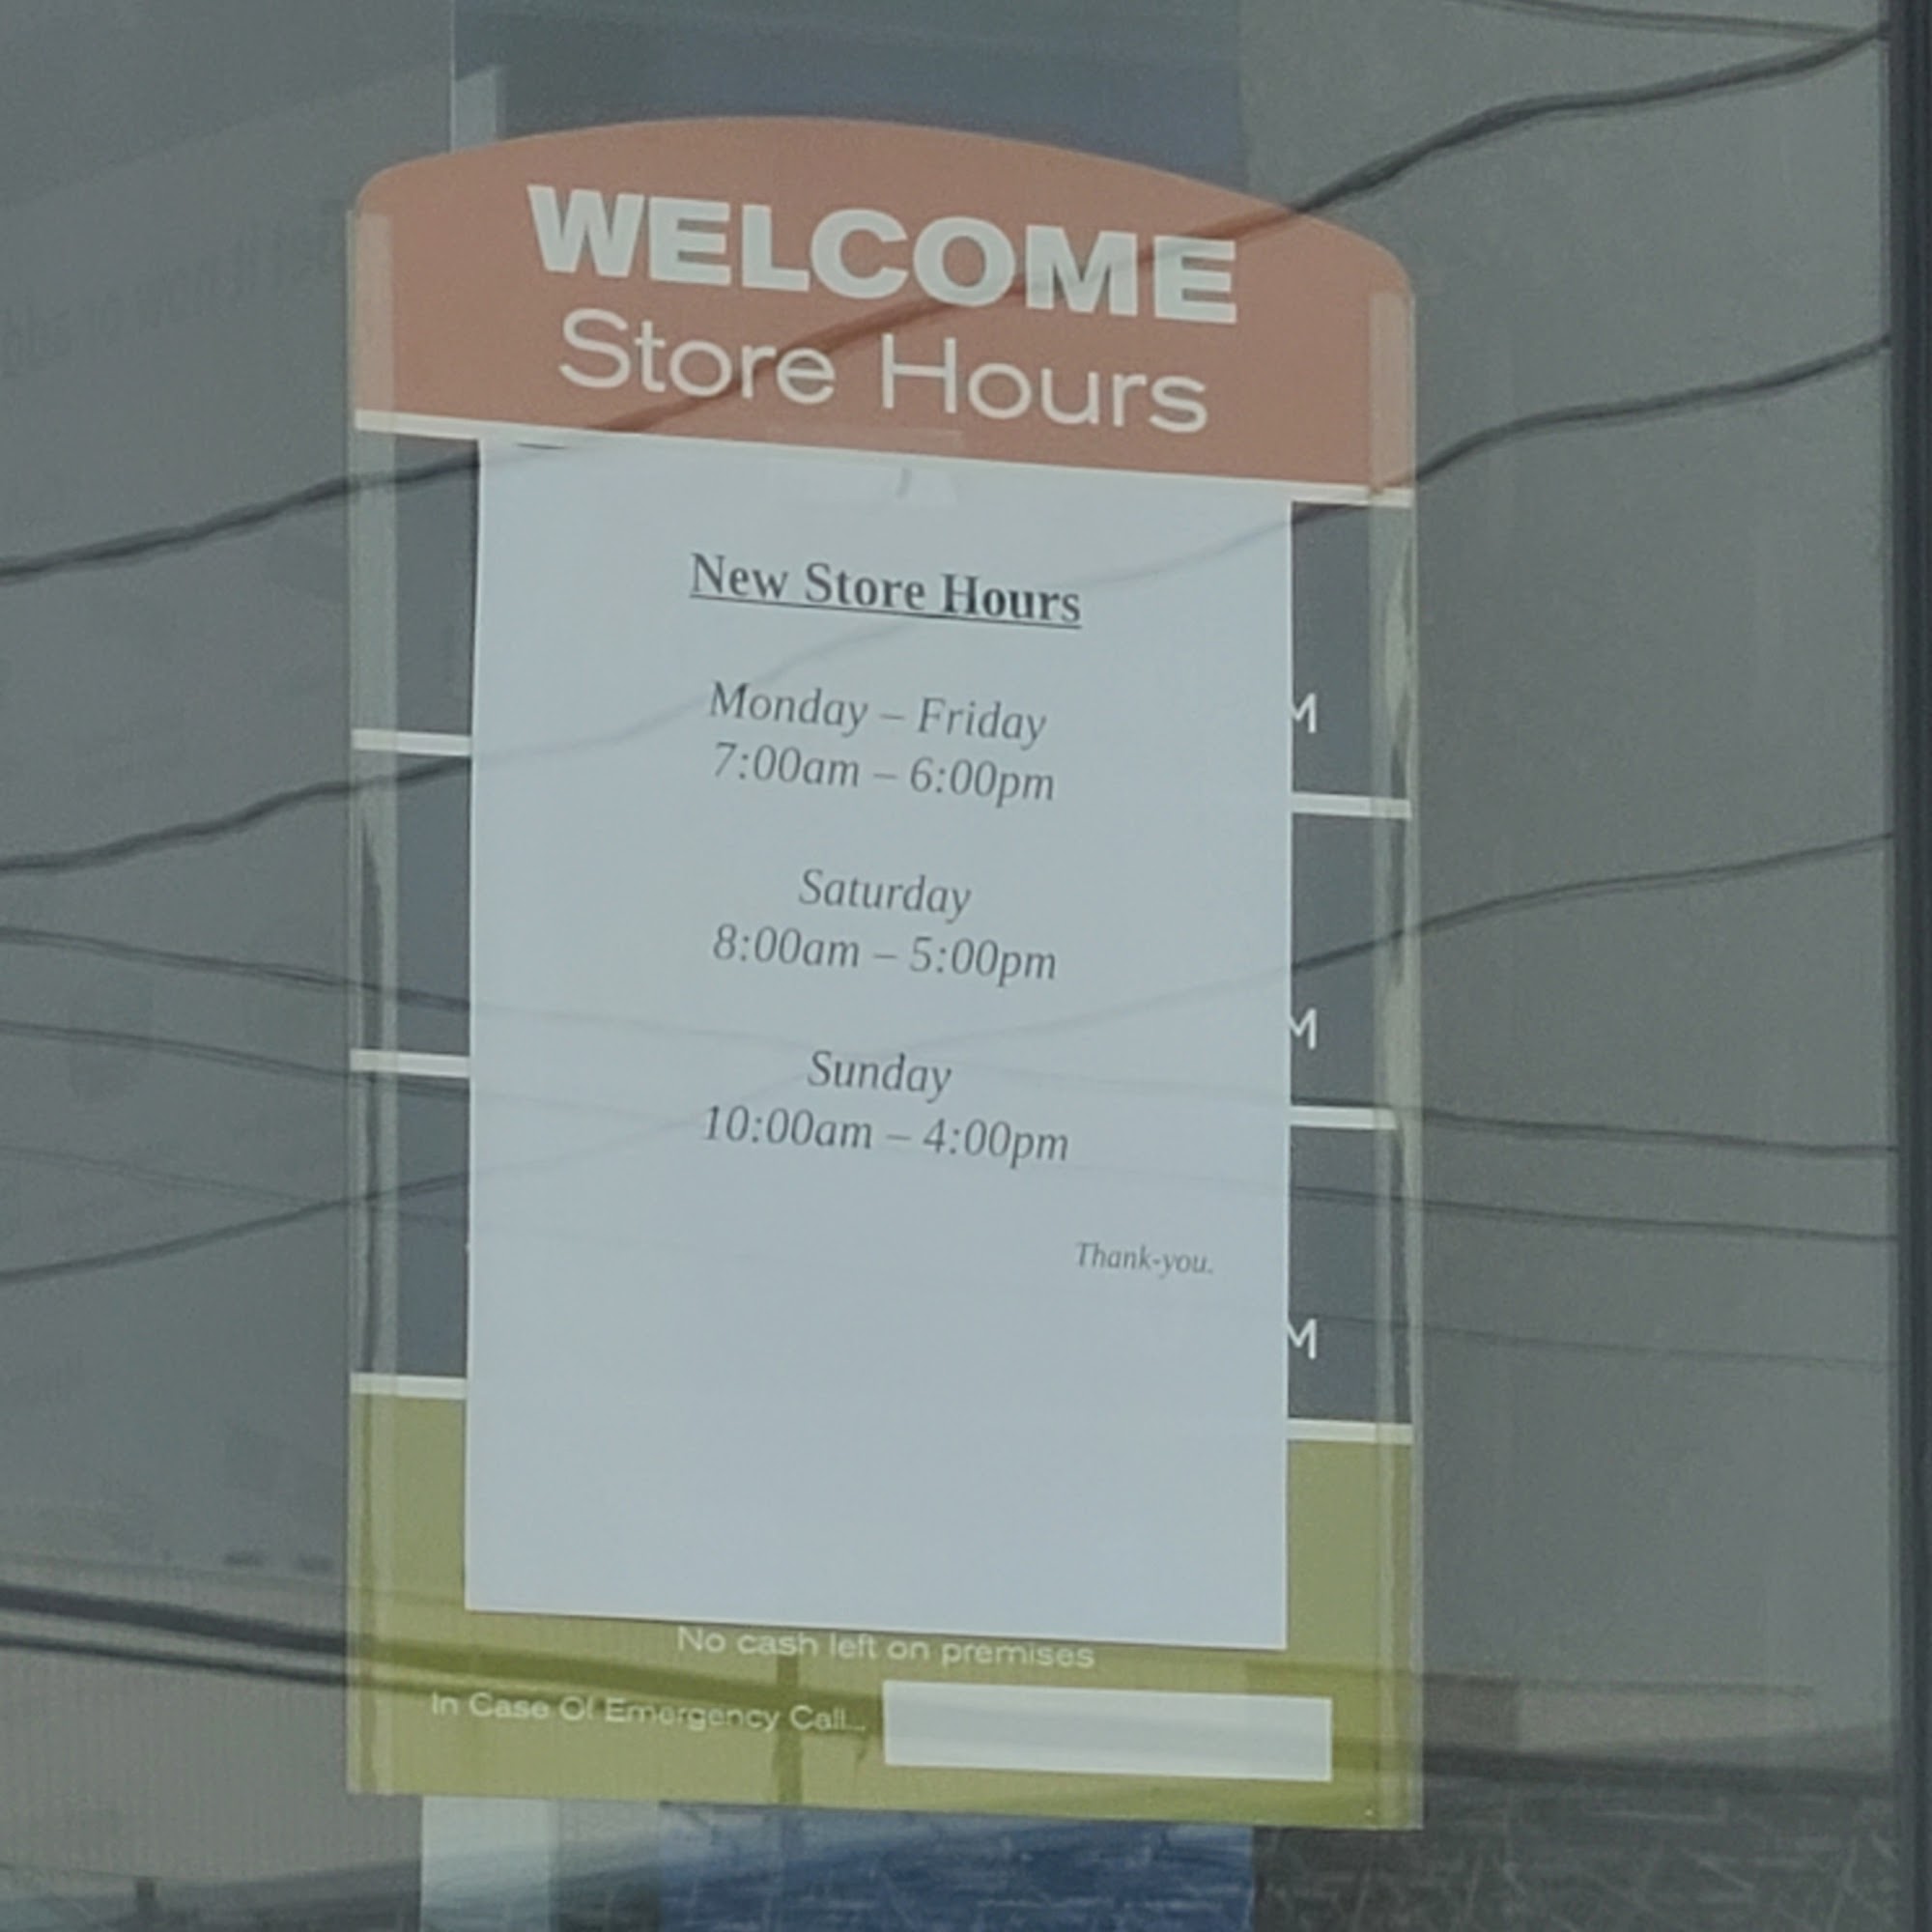 WELCOME
Store Hours
New Store Hours
Monday – Friday
7:00am – 6:00pm
Saturday
8:00am – 5:00pm
Sunday
10:00am – 4:00pm
Thank-you.
M
M
M
No cash left on premises
In Case Of Emergency Call...